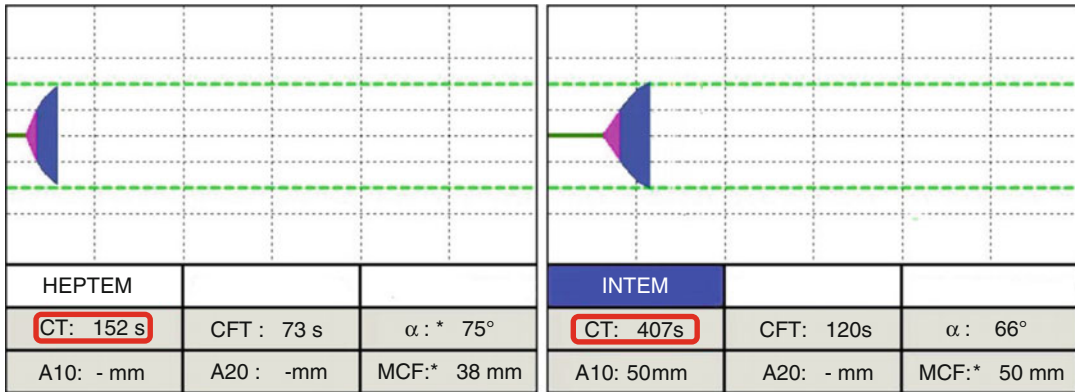 HEPTEM
CT: 152 s CFT : 73 s α : * 75°
A10: - mm A20 : -mm MCF:* 38 mm
INTEM
CT: 407s CFT: 120s α: 66°
A10: 50mm A20: - mm MCF:* 50 mm